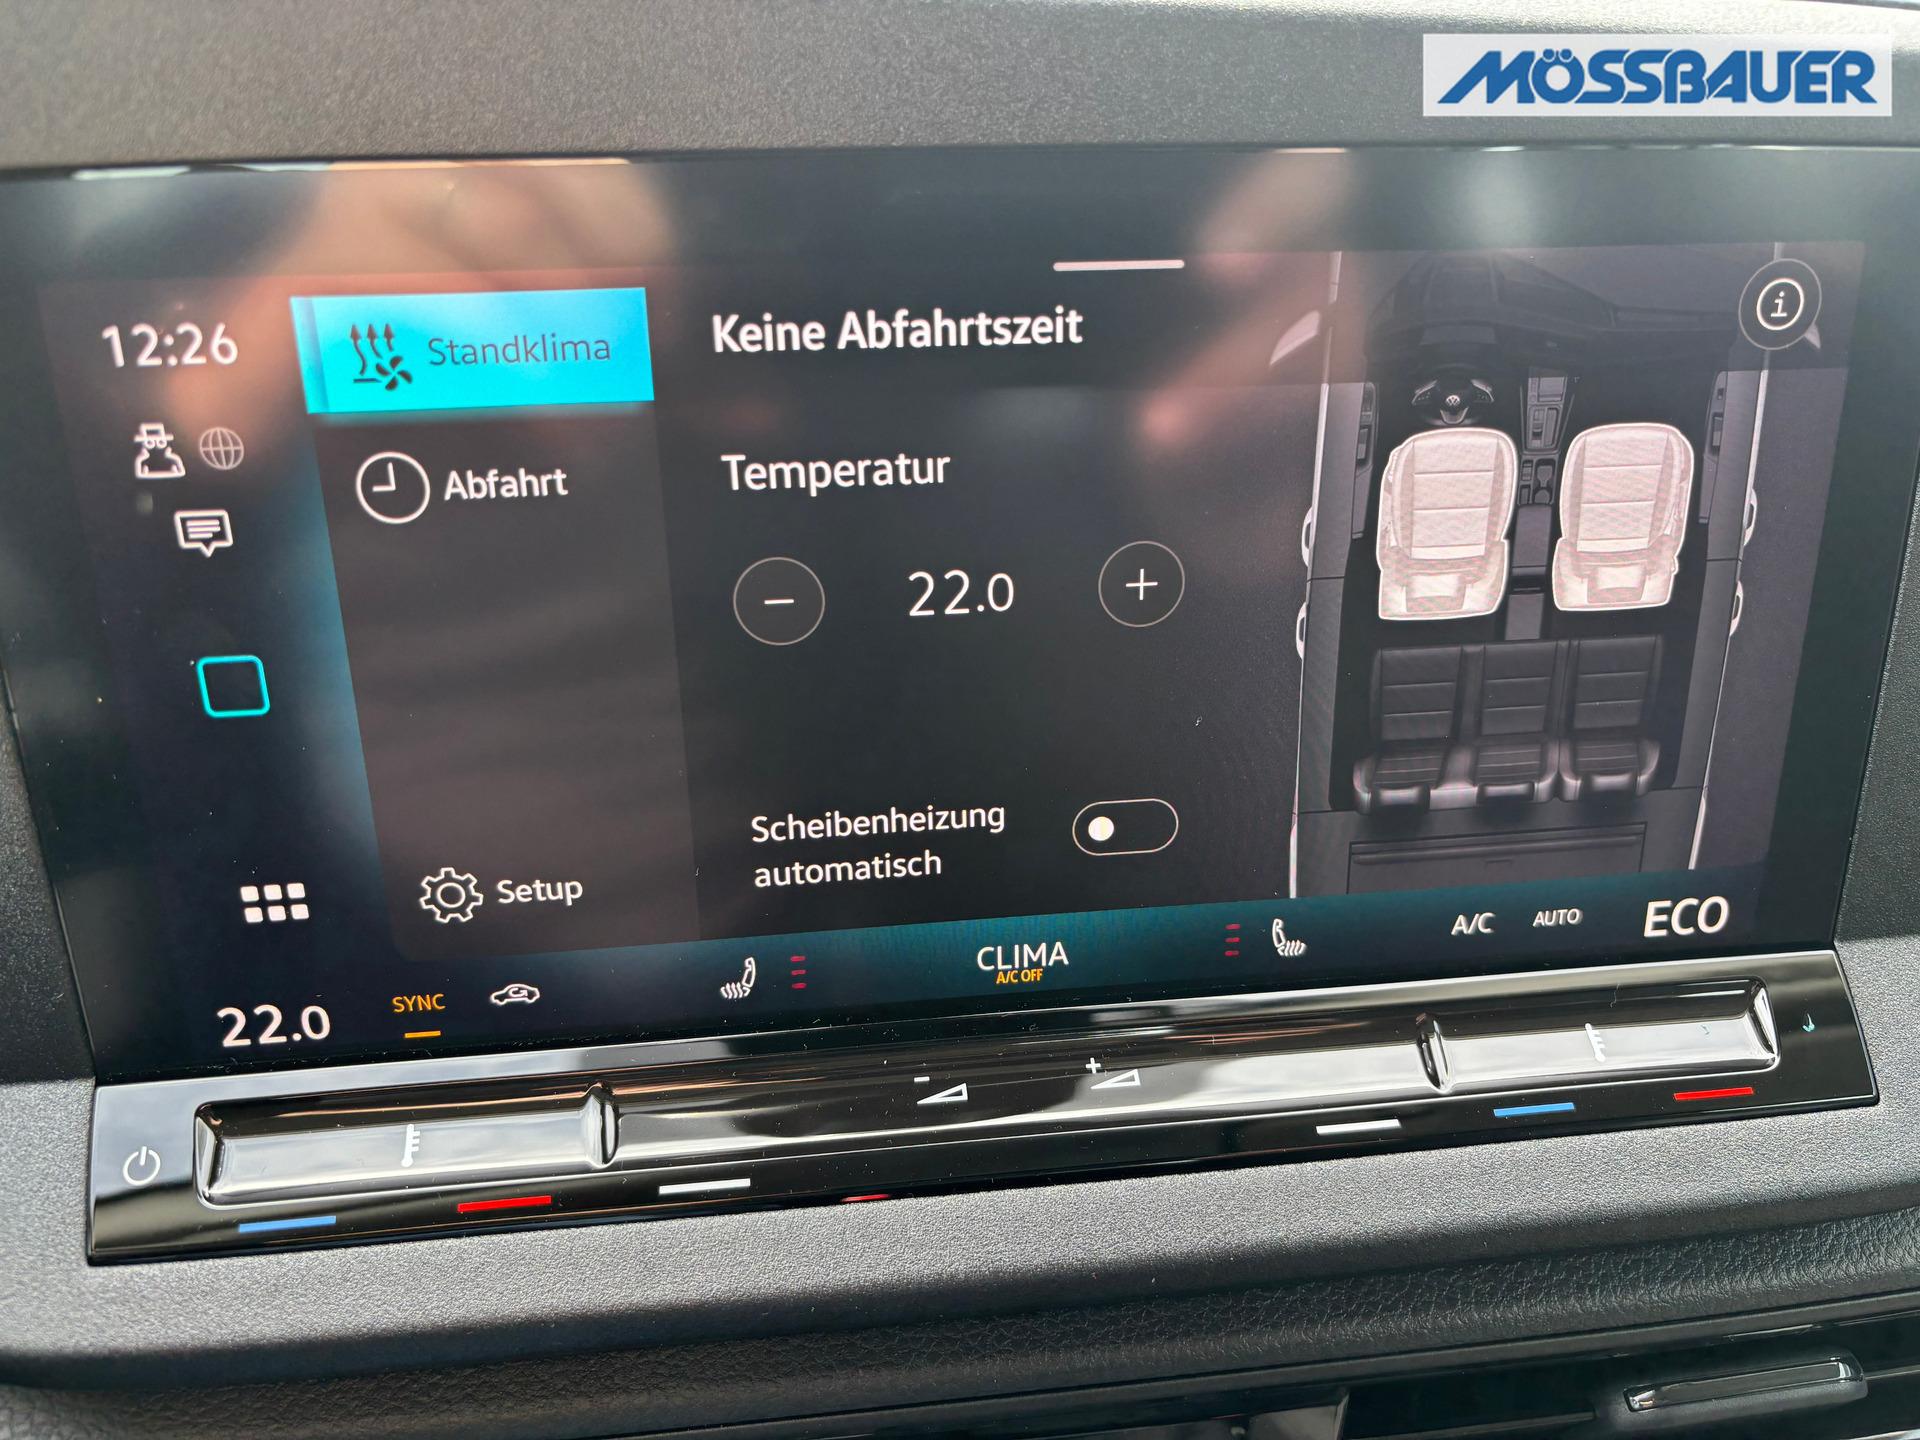 MÖSSBAUER
12:26
Standklima
Abfahrt
Setup
Keine Abfahrtszeit
Temperatur
− 22.0 +
Scheibenheizung
automatisch
22.0
SYNC
CLIMA
A/C OFF
A/C
AUTO
ECO
- +